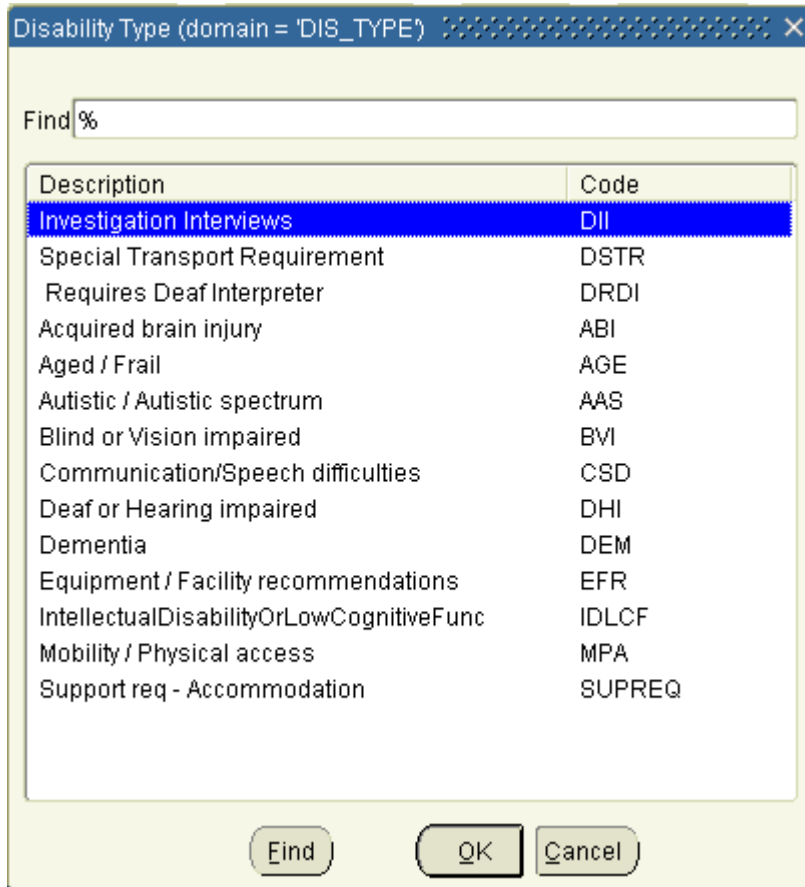 Disability Type (domain = 'DIS_TYPE')
Find %
Description Code
Investigation Interviews DII
Special Transport Requirement DSTR
Requires Deaf Interpreter DRDI
Acquired brain injury ABI
Aged / Frail AGE
Autistic / Autistic spectrum AAS
Blind or Vision impaired BVI
Communication/Speech difficulties CSD
Deaf or Hearing impaired DHI
Dementia DEM
Equipment / Facility recommendations EFR
IntellectualDisabilityOrLowCognitiveFunc IDLCF
Mobility / Physical access MPA
Support req - Accommodation SUPREQ
Find OK Cancel